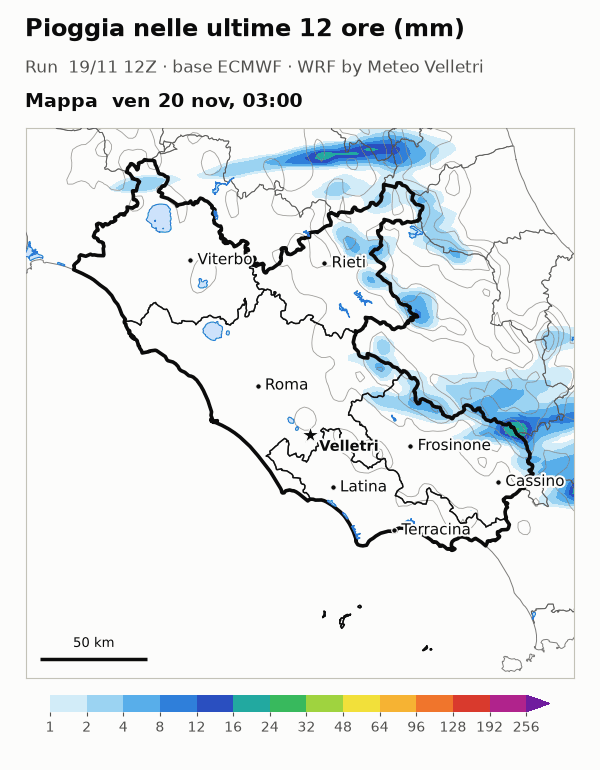 Pioggia nelle ultime 12 ore (mm)
Run  19/11 12Z · base ECMWF · WRF by Meteo Velletri
Mappa  ven 20 nov, 03:00
Viterbo
Rieti
Roma
Velletri
Frosinone
Latina
Cassino
Terracina
50 km
1 2 4 8 12 16 24 32 48 64 96 128 192 256